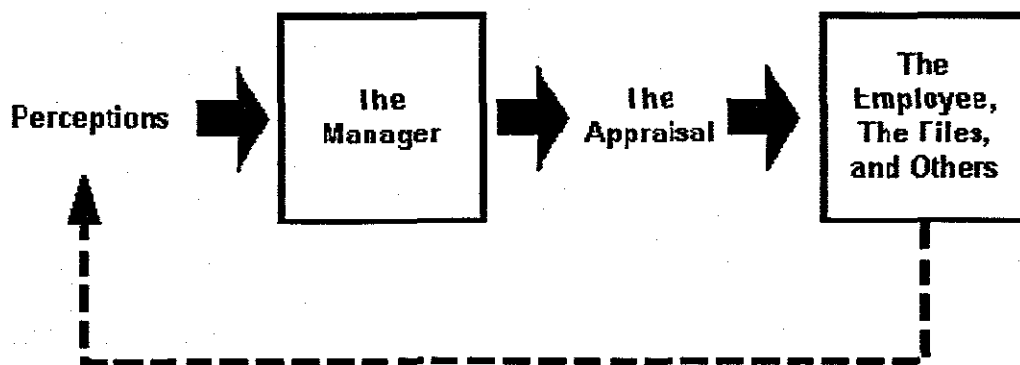 Perceptions
The
Manager
The
Appraisal
The
Employee,
The Files,
and Others